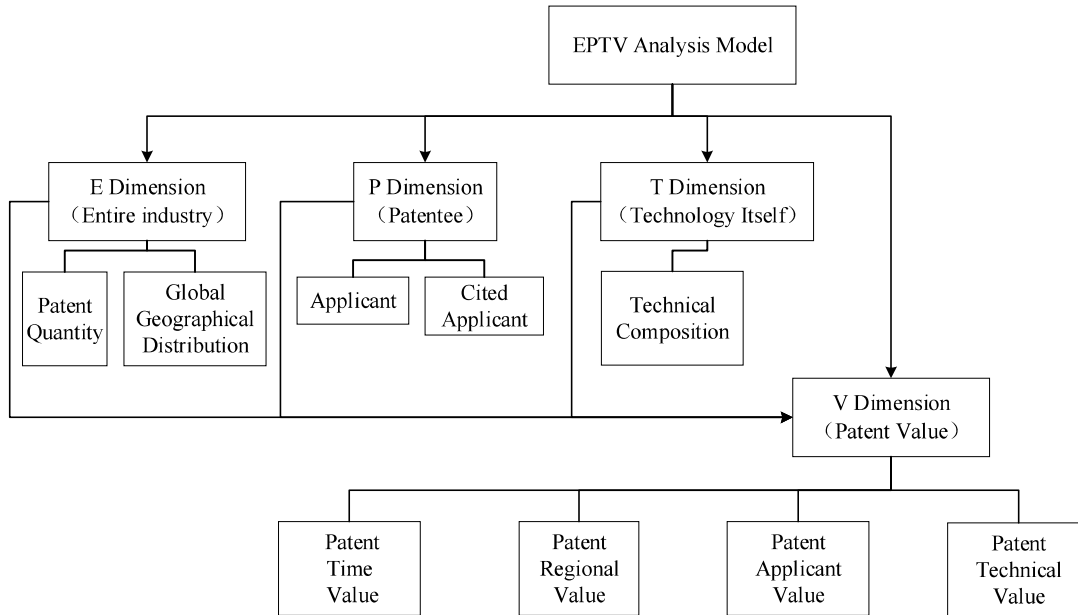 EPTV Analysis Model
E Dimension
（Entire industry）
P Dimension
（Patentee）
T Dimension
（Technology Itself）
Patent
Quantity
Global
Geographical
Distribution
Applicant
Cited
Applicant
Technical
Composition
V Dimension
（Patent Value）
Patent
Time
Value
Patent
Regional
Value
Patent
Applicant
Value
Patent
Technical
Value